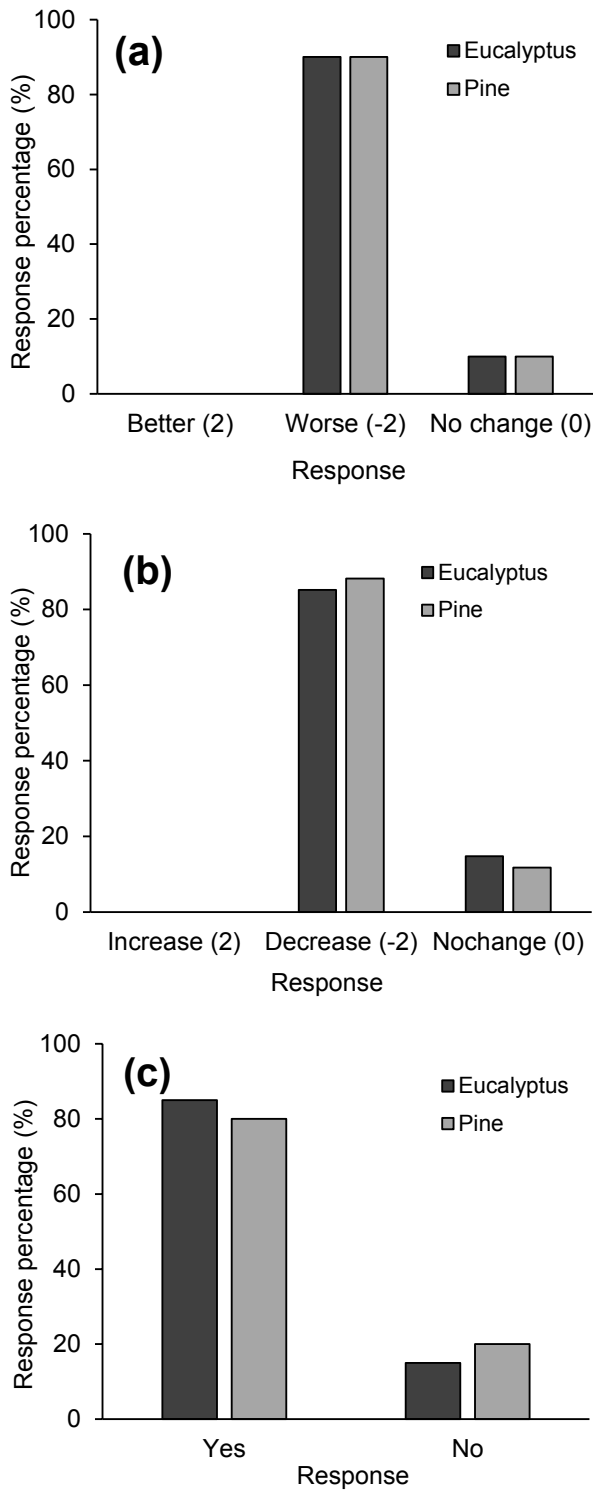 (a)
Eucalyptus
Pine
Response percentage (%)
100
80
60
40
20
0
Better (2) Worse (-2) No change (0)
Response
(b)
Eucalyptus
Pine
Response percentage (%)
100
80
60
40
20
0
Increase (2) Decrease (-2) Nochange (0)
Response
(c)
Eucalyptus
Pine
Response percentage (%)
100
80
60
40
20
0
Yes No
Response